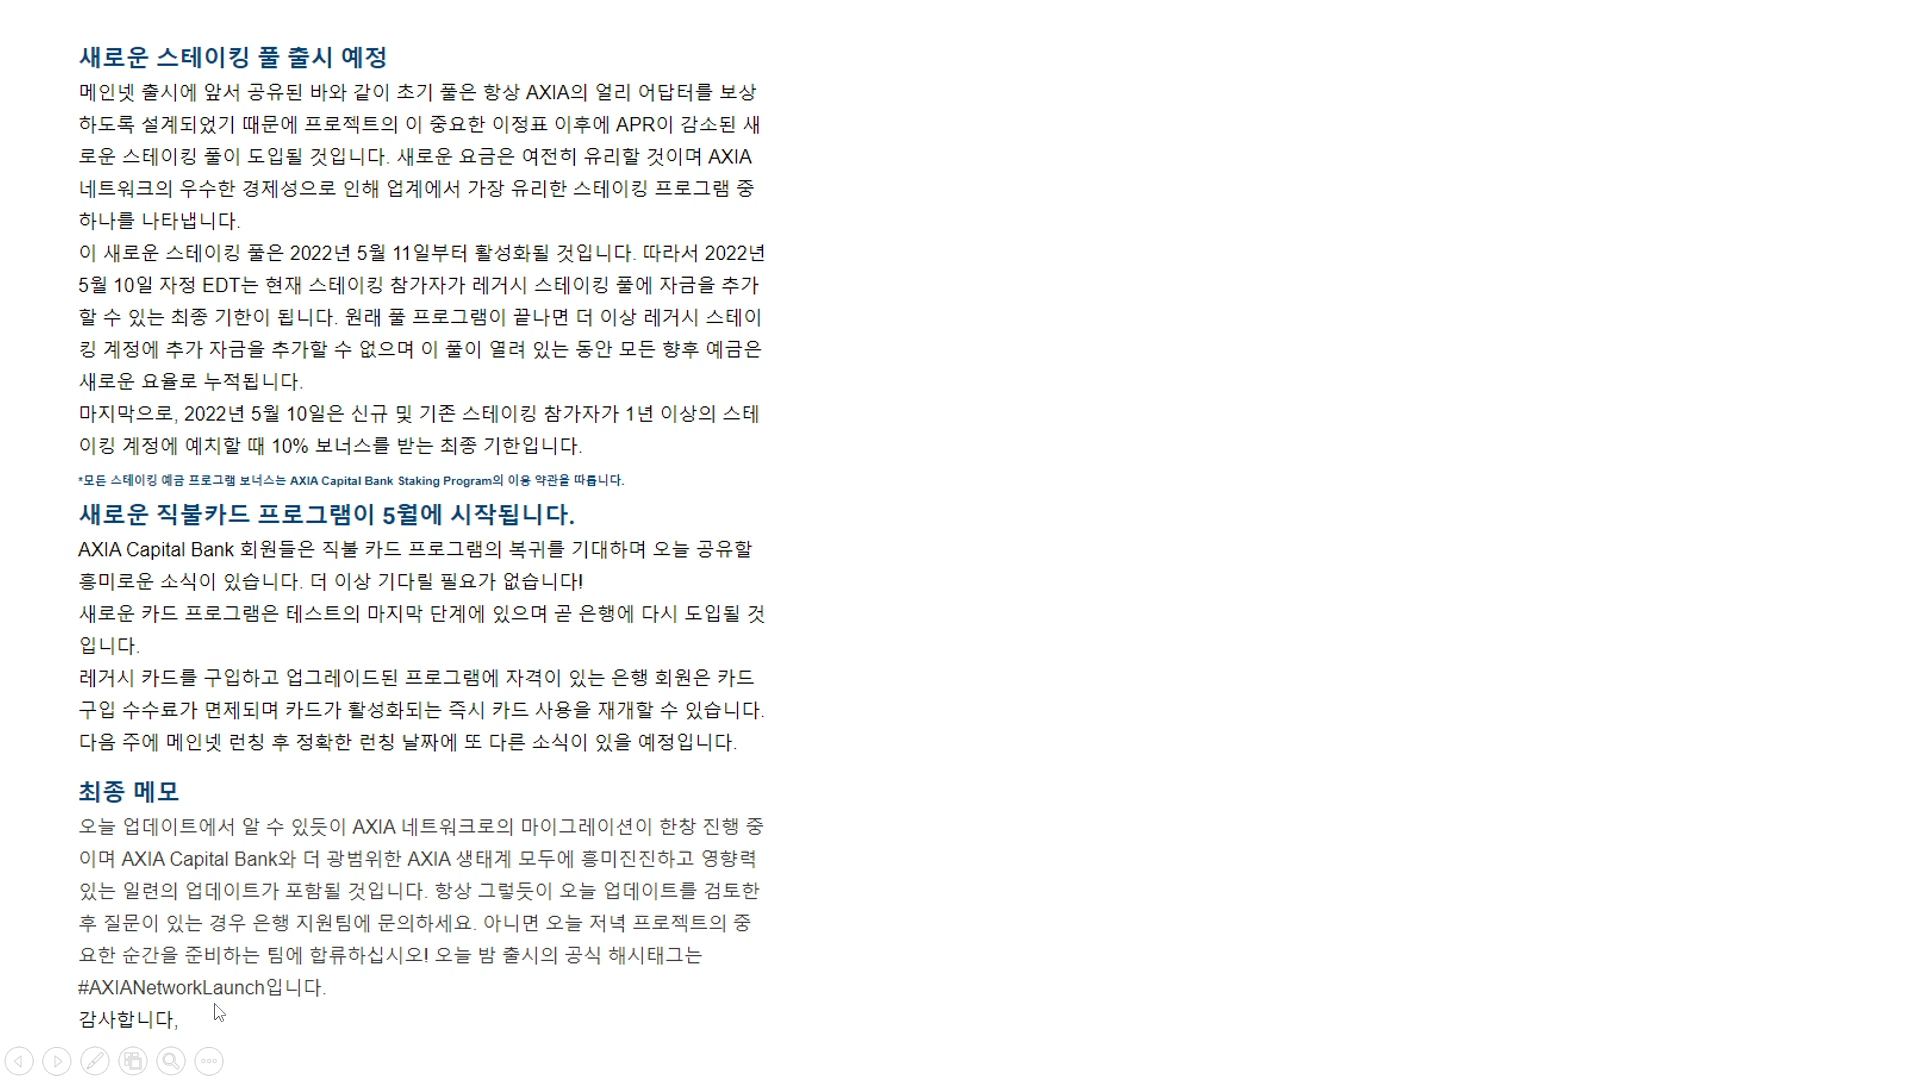 새로운 스테이킹 풀 출시 예정
메인넷 출시에 앞서 공유된 바와 같이 초기 풀은 항상 AXIA의 얼리 어답터를 보상
하도록 설계되었기 때문에 프로젝트의 이 중요한 이정표 이후에 APR이 감소된 새
로운 스테이킹 풀이 도입될 것입니다. 새로운 요금은 여전히 유리할 것이며 AXIA
네트워크의 우수한 경제성으로 인해 업계에서 가장 유리한 스테이킹 프로그램 중
하나를 나타냅니다.
이 새로운 스테이킹 풀은 2022년 5월 11일부터 활성화될 것입니다. 따라서 2022년
5월 10일 자정 EDT는 현재 스테이킹 참가자가 레거시 스테이킹 풀에 자금을 추가
할 수 있는 최종 기한이 됩니다. 원래 풀 프로그램이 끝나면 더 이상 레거시 스테이
킹 계정에 추가 자금을 추가할 수 없으며 이 풀이 열려 있는 동안 모든 향후 예금은
새로운 요율로 누적됩니다.
마지막으로, 2022년 5월 10일은 신규 및 기존 스테이킹 참가자가 1년 이상의 스테
이킹 계정에 예치할 때 10% 보너스를 받는 최종 기한입니다.
*모든 스테이킹 예금 프로그램 보너스는 AXIA Capital Bank Staking Program의 이용 약관을 따릅니다.
새로운 직불카드 프로그램이 5월에 시작됩니다.
AXIA Capital Bank 회원들은 직불 카드 프로그램의 복귀를 기대하며 오늘 공유할
흥미로운 소식이 있습니다. 더 이상 기다릴 필요가 없습니다!
새로운 카드 프로그램은 테스트의 마지막 단계에 있으며 곧 은행에 다시 도입될 것
입니다.
레거시 카드를 구입하고 업그레이드된 프로그램에 자격이 있는 은행 회원은 카드
구입 수수료가 면제되며 카드가 활성화되는 즉시 카드 사용을 재개할 수 있습니다.
다음 주에 메인넷 런칭 후 정확한 런칭 날짜에 또 다른 소식이 있을 예정입니다.
최종 메모
오늘 업데이트에서 알 수 있듯이 AXIA 네트워크로의 마이그레이션이 한창 진행 중
이며 AXIA Capital Bank와 더 광범위한 AXIA 생태계 모두에 흥미진진하고 영향력
있는 일련의 업데이트가 포함될 것입니다. 항상 그렇듯이 오늘 업데이트를 검토한
후 질문이 있는 경우 은행 지원팀에 문의하세요. 아니면 오늘 저녁 프로젝트의 중
요한 순간을 준비하는 팀에 합류하십시오! 오늘 밤 출시의 공식 해시태그는
#AXIANetworkLaunch입니다.
감사합니다,